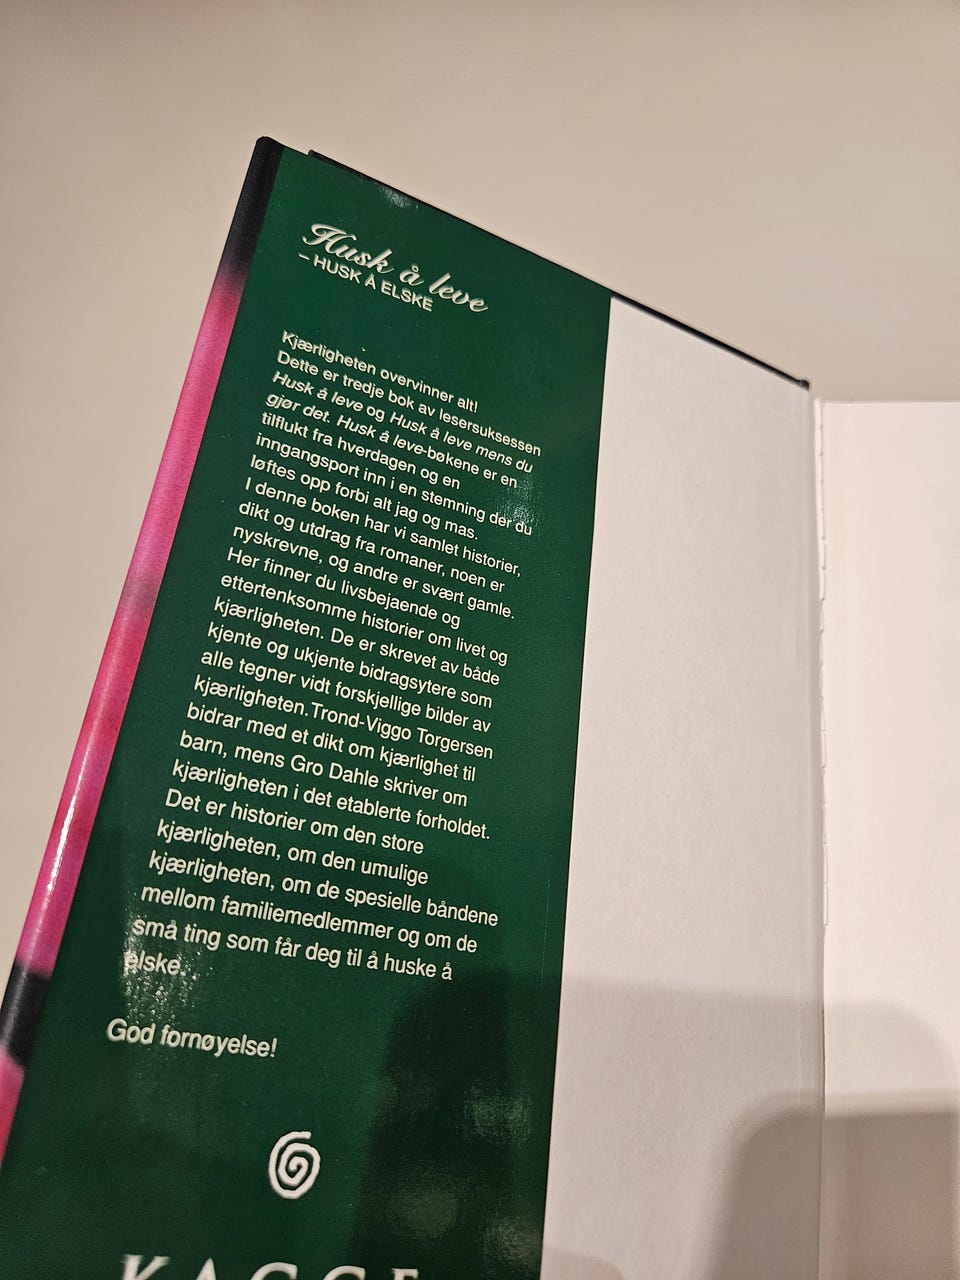 Husk å leve
– HUSK Å ELSKE
Kjærligheten overvinner alt!
Dette er tredje bok av lesersuksessen
Husk å leve og Husk å leve mens du
gjør det. Husk å leve-bøkene er en
tilflukt fra hverdagen og en
inngangsport inn i en stemning der du
løftes opp forbi alt jag og mas.
I denne boken har vi samlet historier,
dikt og utdrag fra romaner, noen er
nyskrevne, og andre er svært gamle.
Her finner du livsbejaende og
ettertenksomme historier om livet og
kjærligheten. De er skrevet av både
kjente og ukjente bidragsytere som
alle tegner vidt forskjellige bilder av
kjærligheten.Trond-Viggo Torgersen
bidrar med et dikt om kjærlighet til
barn, mens Gro Dahle skriver om
kjærligheten i det etablerte forholdet.
Det er historier om den store
kjærligheten, om den umulige
kjærligheten, om de spesielle båndene
mellom familiemedlemmer og om de
små ting som får deg til å huske å
elske.
God fornøyelse!
KAGGE